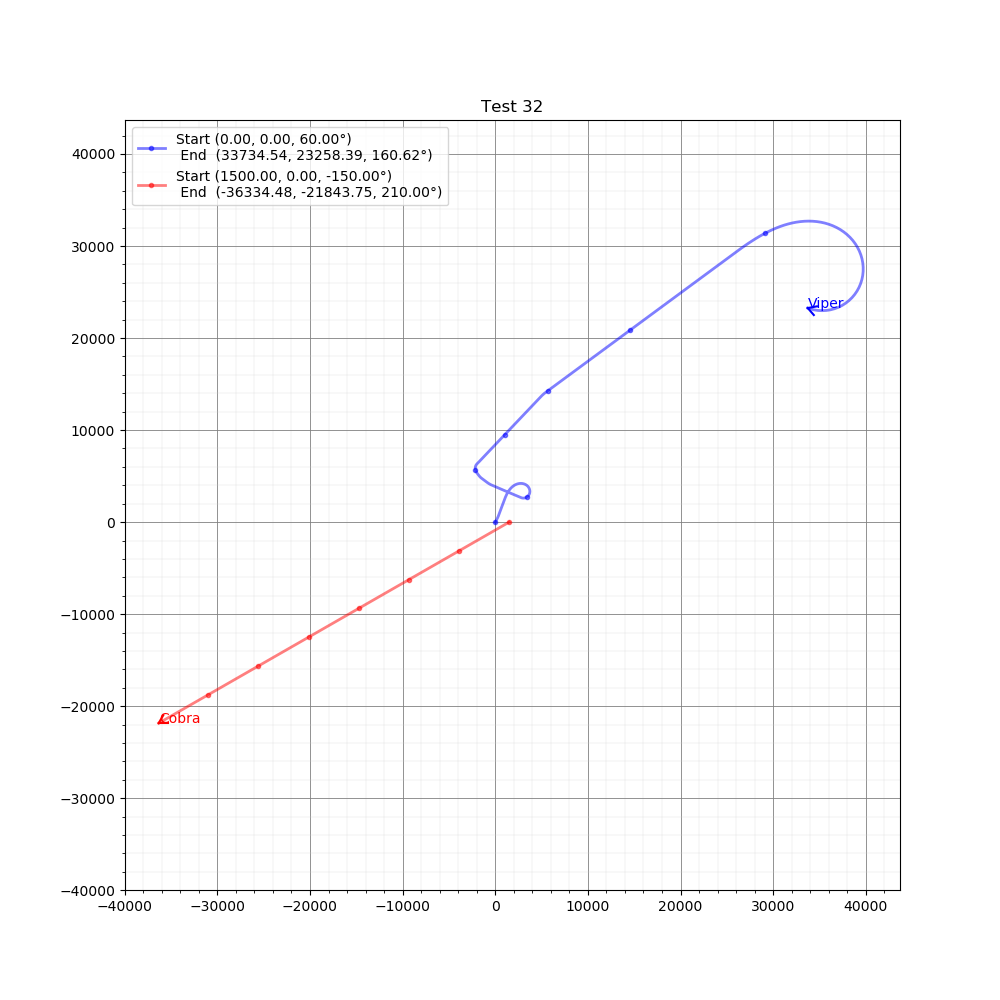 Test 32
Start (0.00, 0.00, 60.00°)
End (33734.54, 23258.39, 160.62°)
Start (1500.00, 0.00, -150.00°)
End (-36334.48, -21843.75, 210.00°)
40000
30000
Viper
20000
10000
0
−10000
−20000
Cobra
−30000
−40000
−40000 −30000 −20000 −10000 0 10000 20000 30000 40000